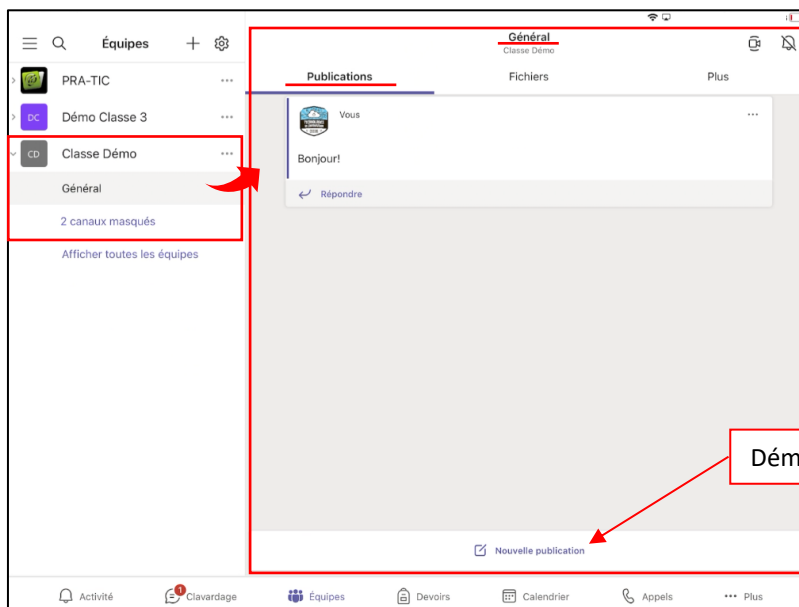 Équipes
PRA-TIC
DC Démo Classe 3
CD Classe Démo
Général
2 canaux masqués
Afficher toutes les équipes
Général
Classe Démo
Publications Fichiers Plus
Vous
Bonjour!
Répondre
Dém
Nouvelle publication
Activité 1 Clavardage Équipes Devoirs Calendrier Appels Plus